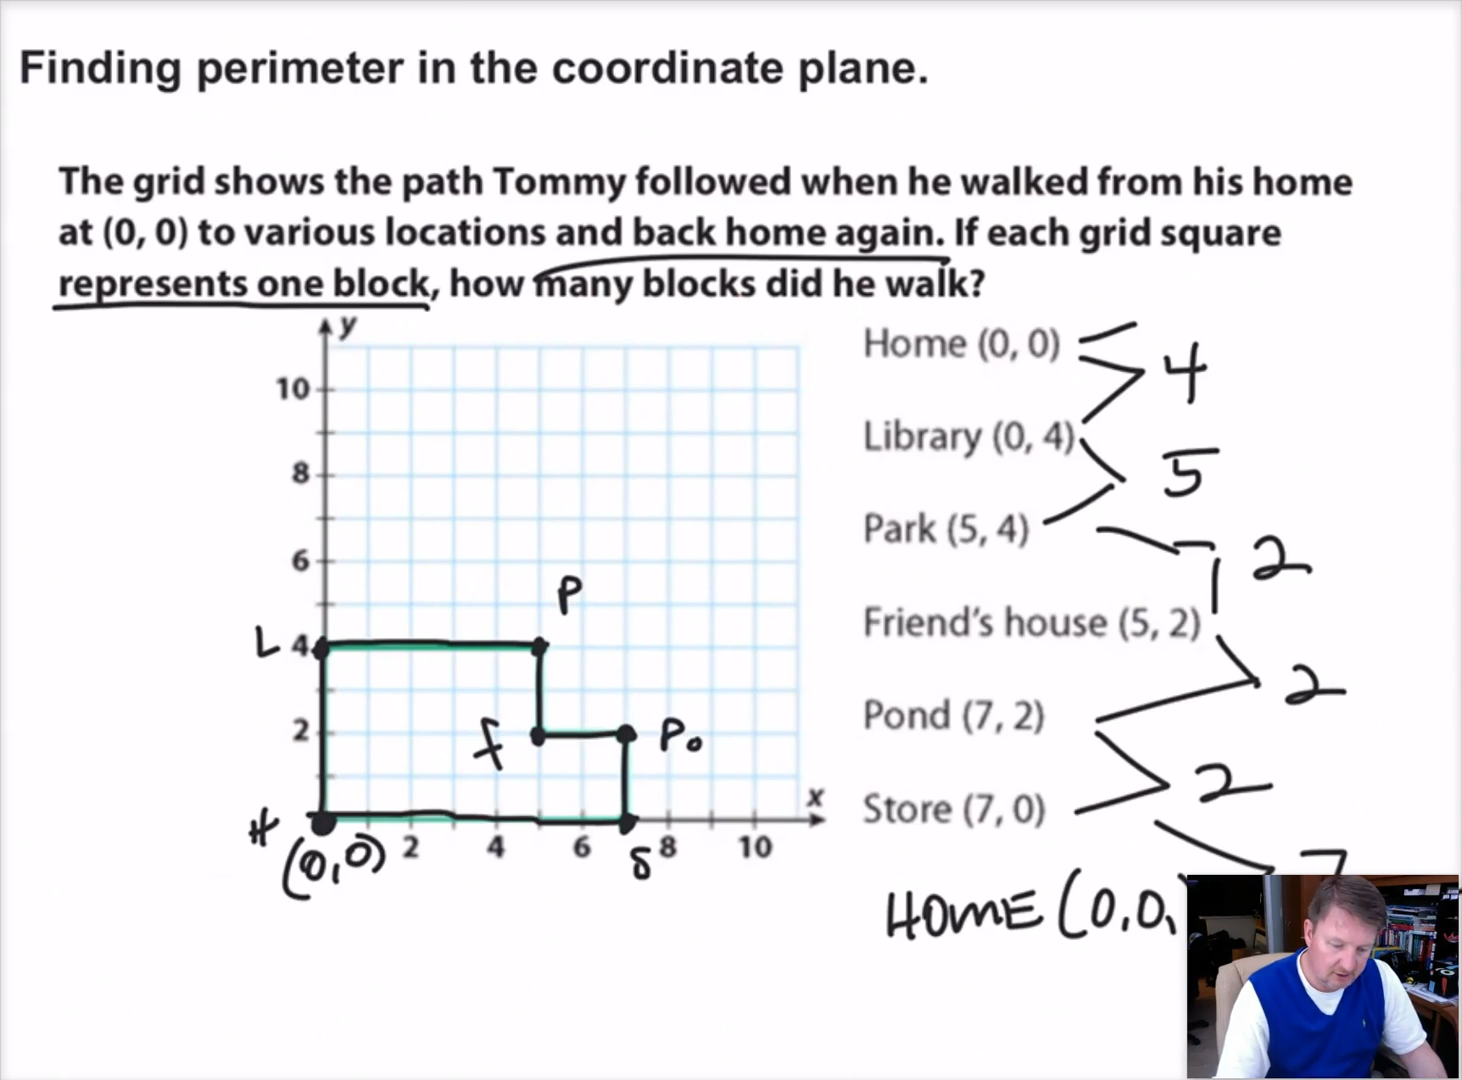 Finding perimeter in the coordinate plane.
The grid shows the path Tommy followed when he walked from his home
at (0, 0) to various locations and back home again. If each grid square
represents one block, how many blocks did he walk?
y
10
8
6
4
2
L
P
f
Po
H
(0,0)
2
4
6
8
10
x
S
Home (0, 0)
4
Library (0, 4)
5
Park (5, 4)
2
Friend's house (5, 2)
2
Pond (7, 2)
2
Store (7, 0)
7
HOME (0,0,